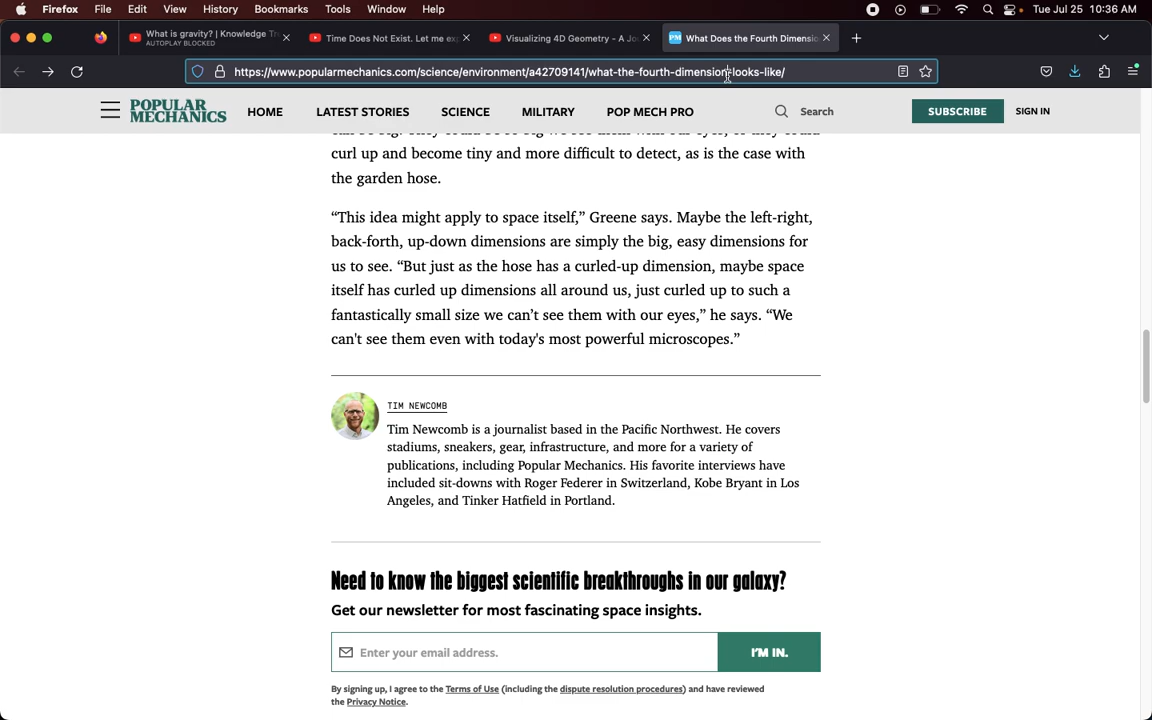 Firefox File Edit View History Bookmarks Tools Window Help Tue Jul 25 10:36 AM
What is gravity? | Knowledge Tr
AUTOPLAY BLOCKED
Time Does Not Exist. Let me ex
Visualizing 4D Geometry - A Jo
What Does the Fourth Dimensio
https://www.popularmechanics.com/science/environment/a42709141/what-the-fourth-dimension-looks-like/
POPULAR
MECHANICS
HOME LATEST STORIES SCIENCE MILITARY POP MECH PRO Search SUBSCRIBE SIGN IN
curl up and become tiny and more difficult to detect, as is the case with
the garden hose.
“This idea might apply to space itself,” Greene says. Maybe the left-right,
back-forth, up-down dimensions are simply the big, easy dimensions for
us to see. “But just as the hose has a curled-up dimension, maybe space
itself has curled up dimensions all around us, just curled up to such a
fantastically small size we can’t see them with our eyes,” he says. “We
can't see them even with today's most powerful microscopes.”
TIM NEWCOMB
Tim Newcomb is a journalist based in the Pacific Northwest. He covers
stadiums, sneakers, gear, infrastructure, and more for a variety of
publications, including Popular Mechanics. His favorite interviews have
included sit-downs with Roger Federer in Switzerland, Kobe Bryant in Los
Angeles, and Tinker Hatfield in Portland.
Need to know the biggest scientific breakthroughs in our galaxy?
Get our newsletter for most fascinating space insights.
Enter your email address. I'M IN.
By signing up, I agree to the Terms of Use (including the dispute resolution procedures) and have reviewed
the Privacy Notice.